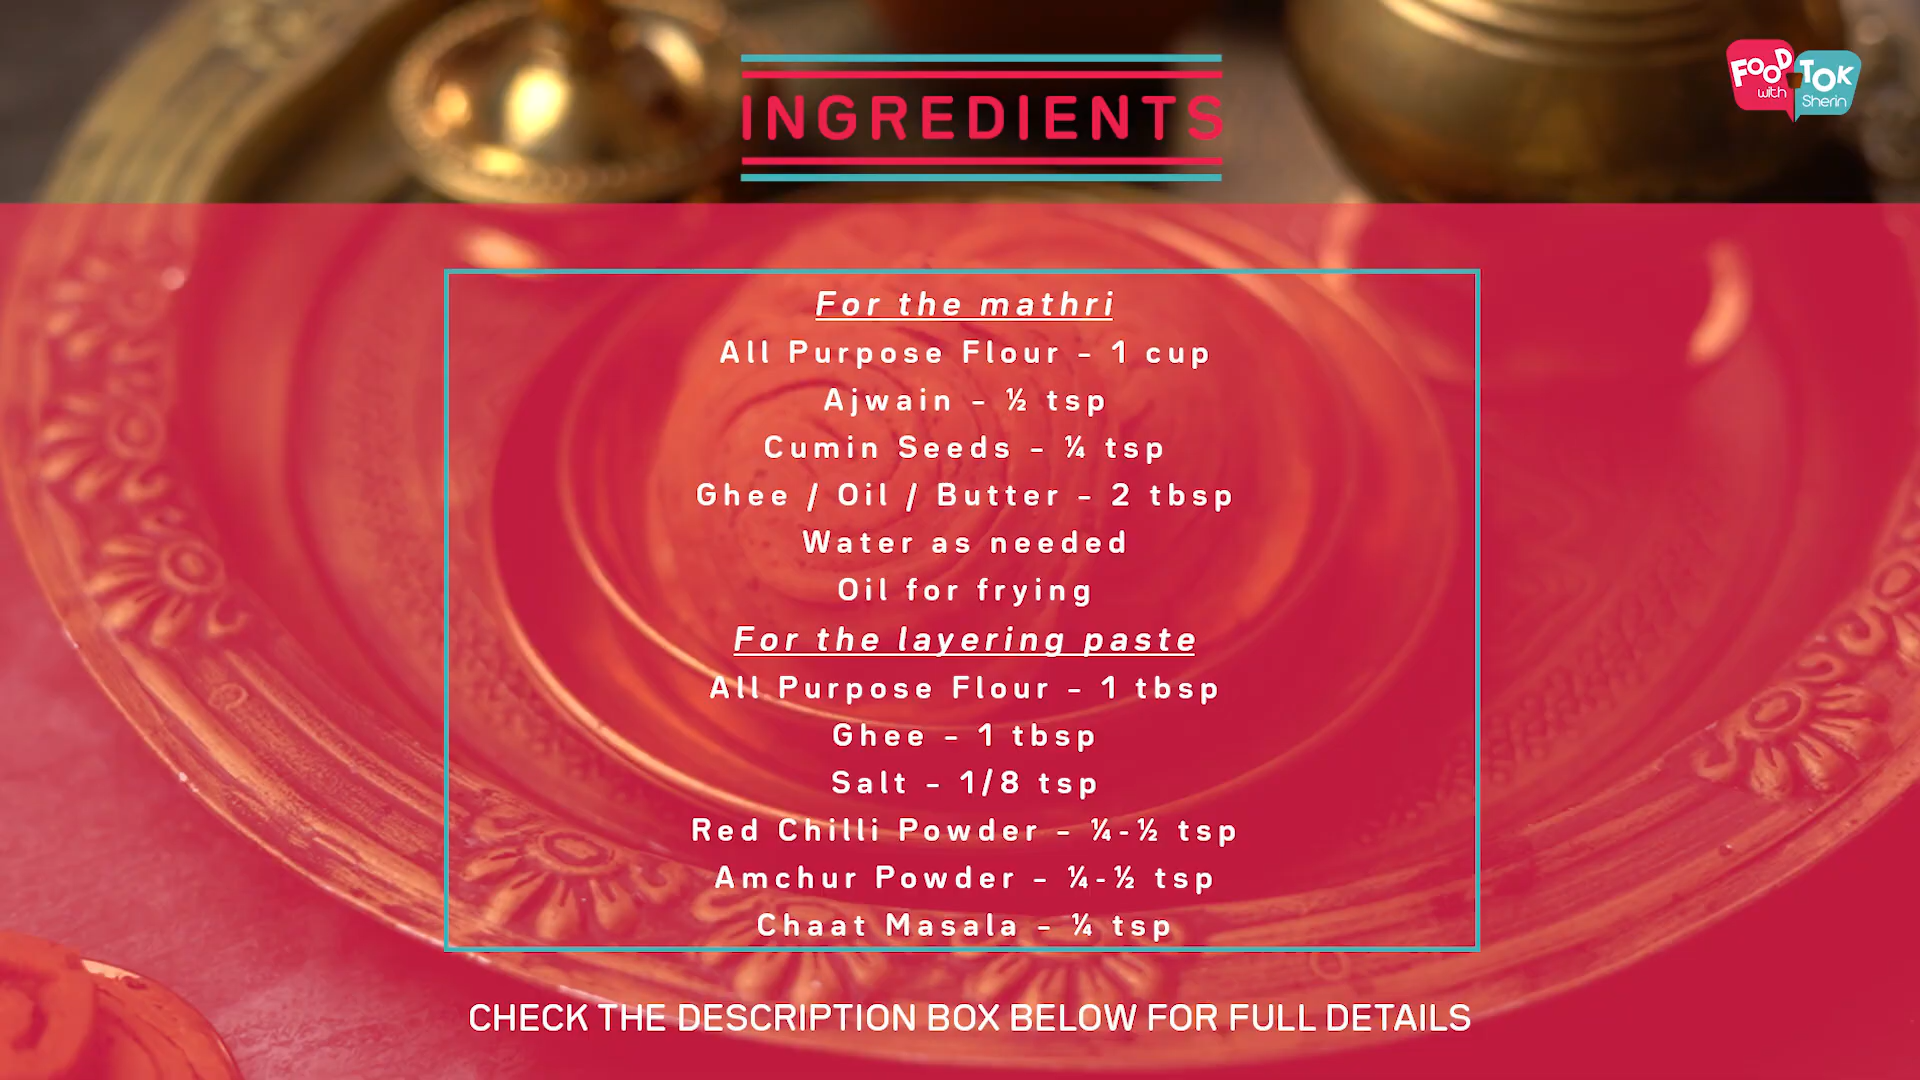 INGREDIENTS
FOOD TOK
with Sherin
For the mathri
All Purpose Flour - 1 cup
Ajwain - ½ tsp
Cumin Seeds - ¼ tsp
Ghee / Oil / Butter - 2 tbsp
Water as needed
Oil for frying
For the layering paste
All Purpose Flour - 1 tbsp
Ghee - 1 tbsp
Salt - 1/8 tsp
Red Chilli Powder - ¼-½ tsp
Amchur Powder - ¼-½ tsp
Chaat Masala - ¼ tsp
CHECK THE DESCRIPTION BOX BELOW FOR FULL DETAILS